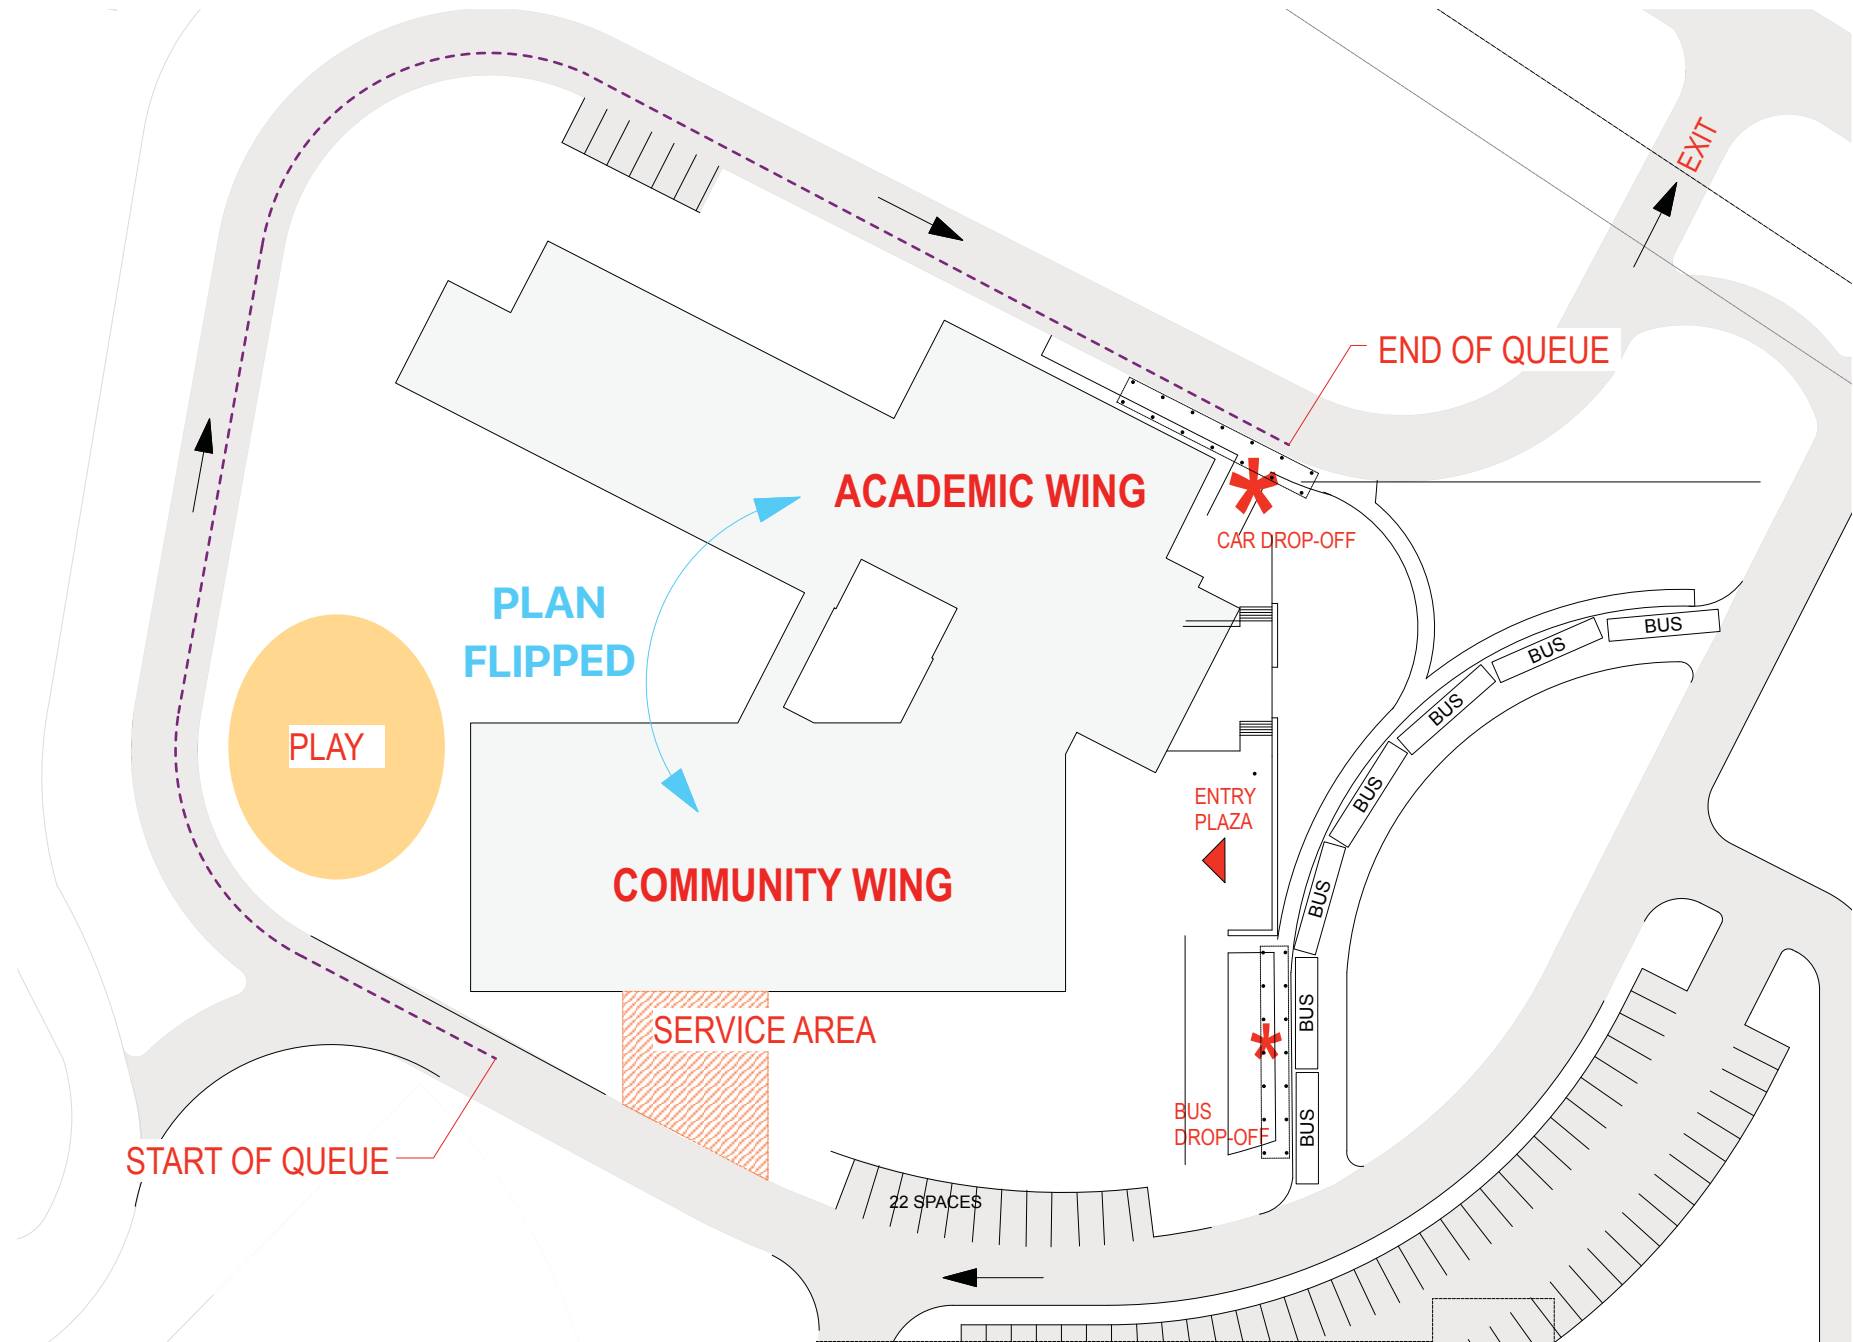 EXIT
END OF QUEUE
ACADEMIC WING
CAR DROP-OFF
PLAN
FLIPPED
BUS
BUS
BUS
BUS
BUS
BUS
BUS
PLAY
ENTRY
PLAZA
COMMUNITY WING
SERVICE AREA
BUS
DROP-OFF
START OF QUEUE
22 SPACES